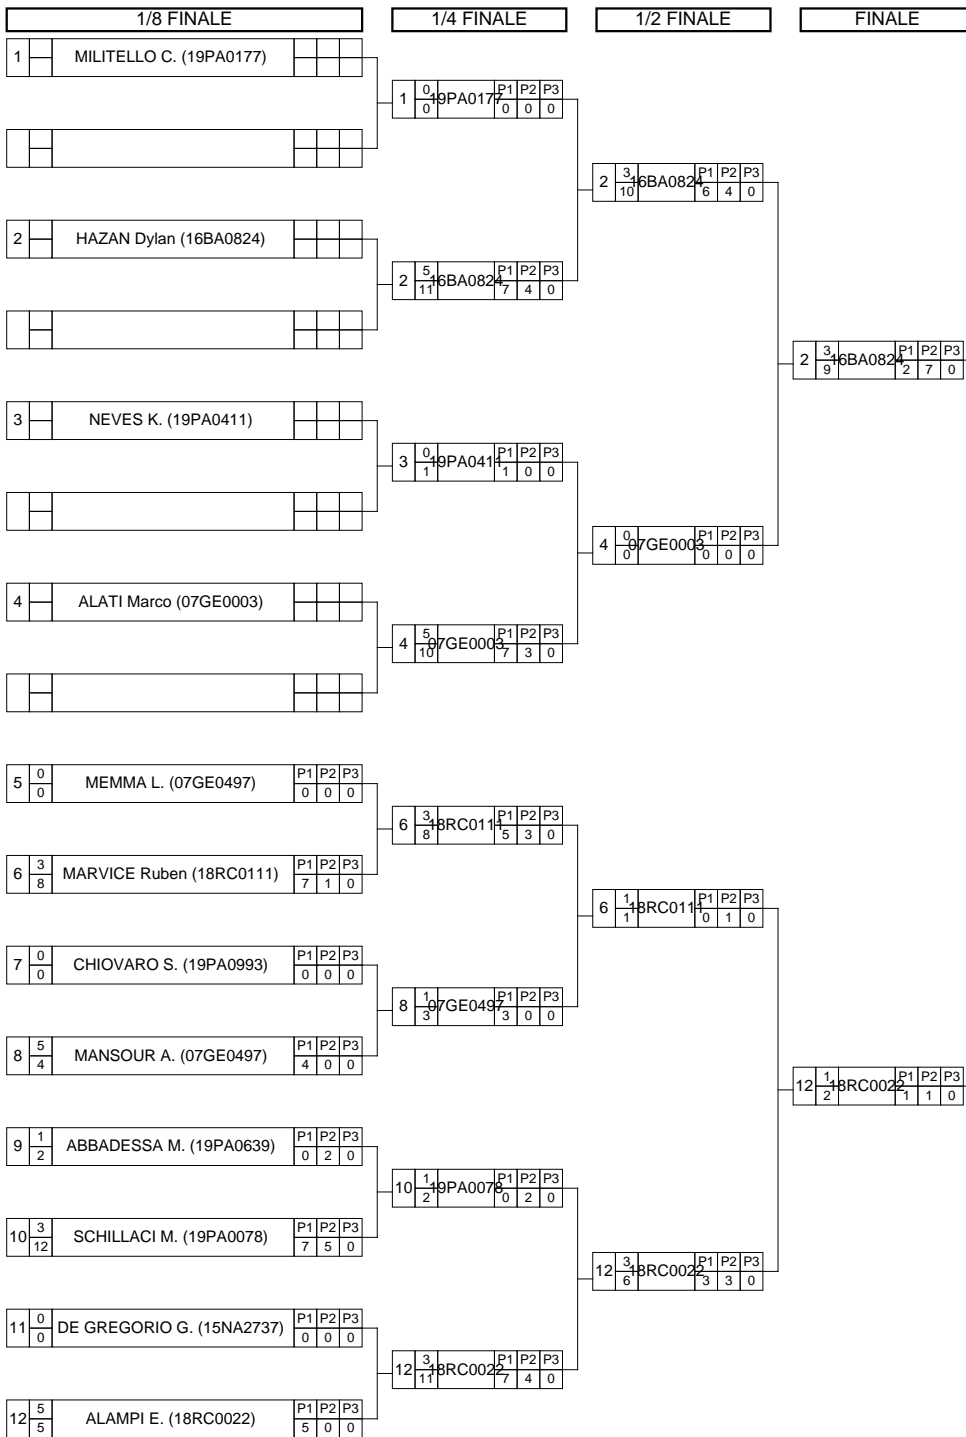 1/8 FINALE 1/4 FINALE 1/2 FINALE FINALE
1 MILITELLO C. (19PA0177)
1 0 0 19PA0177 P1 P2 P3
0 0 0
2 3 10 16BA0824 P1 P2 P3
6 4 0
2 HAZAN Dylan (16BA0824)
2 5 11 16BA0824 P1 P2 P3
7 4 0
2 3 9 16BA0824 P1 P2 P3
2 7 0
3 NEVES K. (19PA0411)
3 0 1 19PA0411 P1 P2 P3
1 0 0
4 0 0 07GE0003 P1 P2 P3
0 0 0
4 ALATI Marco (07GE0003)
4 5 10 07GE0003 P1 P2 P3
7 3 0
5 0 0 MEMMA L. (07GE0497) P1 P2 P3
0 0 0
6 3 8 18RC0111 P1 P2 P3
5 3 0
6 3 8 MARVICE Ruben (18RC0111) P1 P2 P3
7 1 0
6 1 1 18RC0111 P1 P2 P3
0 1 0
7 0 0 CHIOVARO S. (19PA0993) P1 P2 P3
0 0 0
8 1 3 07GE0497 P1 P2 P3
3 0 0
8 5 4 MANSOUR A. (07GE0497) P1 P2 P3
4 0 0
12 1 2 18RC0022 P1 P2 P3
1 1 0
9 1 2 ABBADESSA M. (19PA0639) P1 P2 P3
0 2 0
10 1 2 19PA0078 P1 P2 P3
0 2 0
10 3 12 SCHILLACI M. (19PA0078) P1 P2 P3
7 5 0
12 3 6 18RC0022 P1 P2 P3
3 3 0
11 0 0 DE GREGORIO G. (15NA2737) P1 P2 P3
0 0 0
12 3 11 18RC0022 P1 P2 P3
7 4 0
12 5 5 ALAMPI E. (18RC0022) P1 P2 P3
5 0 0